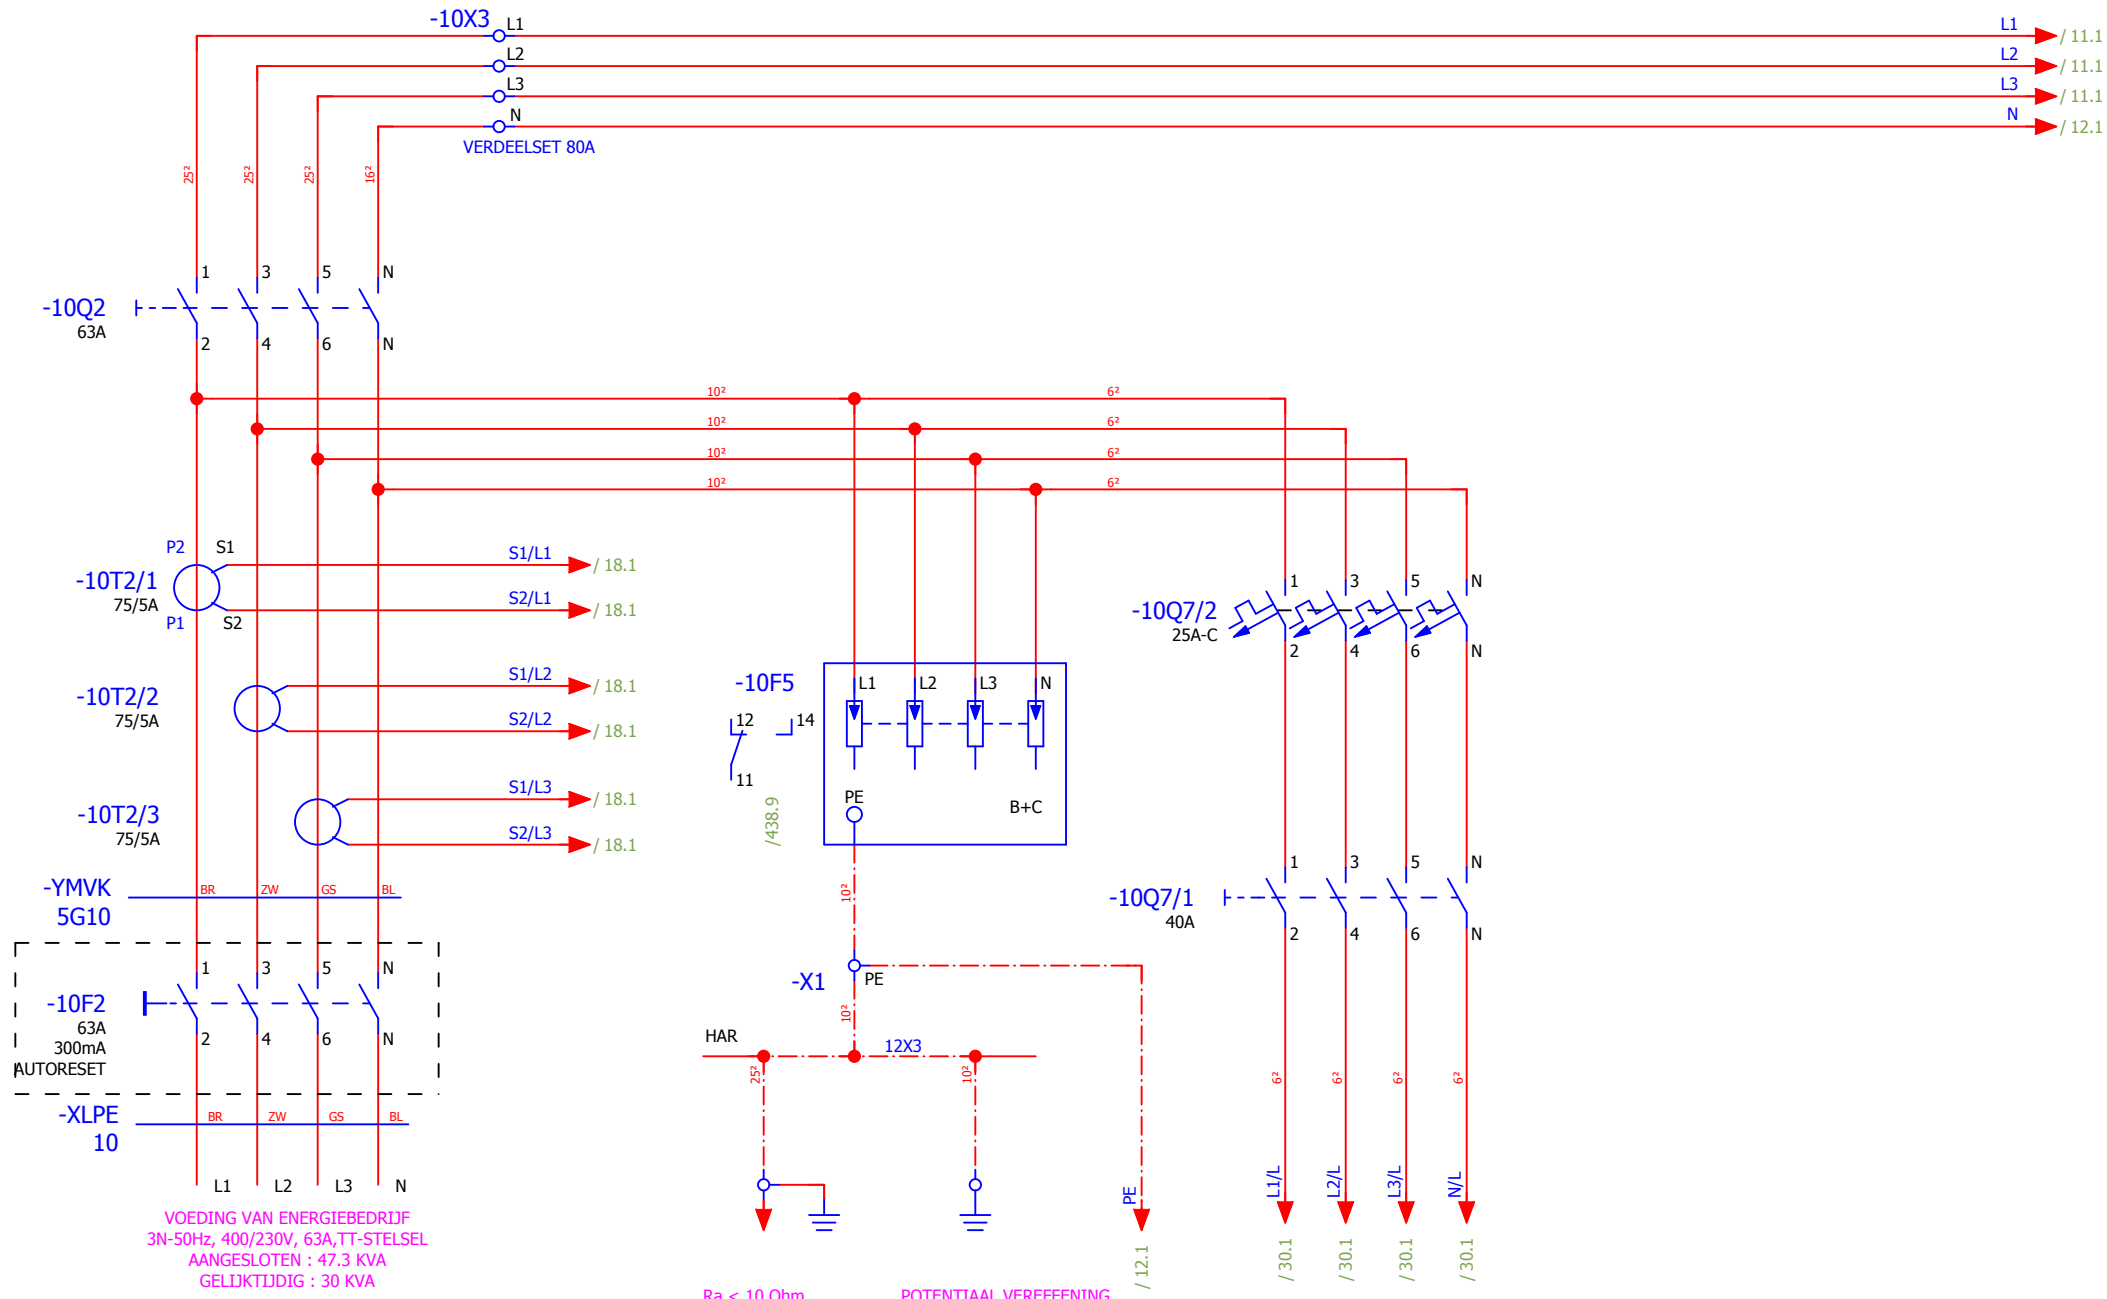 -10X3 L1
L2
L3
N
VERDEELSET 80A
L1 / 11.1
L2 / 11.1
L3 / 11.1
N / 12.1
25² 25² 25² 16²
1 3 5 N
-10Q2
63A
2 4 6 N
10² 6²
10² 6²
10² 6²
10² 6²
P2 S1
-10T2/1
75/5A
P1 S2
S1/L1 / 18.1
S2/L1 / 18.1
-10T2/2
75/5A
S1/L2 / 18.1
S2/L2 / 18.1
-10T2/3
75/5A
S1/L3 / 18.1
S2/L3 / 18.1
-10F5
12 14
11
/438.9
L1 L2 L3 N
PE
B+C
1 3 5 N
-10Q7/2
25A-C
2 4 6 N
1 3 5 N
-10Q7/1
40A
2 4 6 N
6² 6² 6² 6²
L1/L L2/L L3/L N/L
/ 30.1 / 30.1 / 30.1 / 30.1
-YMVK
5G10
BR ZW GS BL
1 3 5 N
-10F2
63A
300mA
AUTORESET
2 4 6 N
-XLPE
10
BR ZW GS BL
L1 L2 L3 N
VOEDING VAN ENERGIEBEDRIJF
3N-50Hz, 400/230V, 63A,TT-STELSEL
AANGESLOTEN : 47.3 KVA
GELIJKTIJDIG : 30 KVA
10²
-X1 PE
10²
HAR 12X3
25² 10²
PE
/ 12.1
Ra < 10 Ohm
POTENTIAAL VEREFFENING